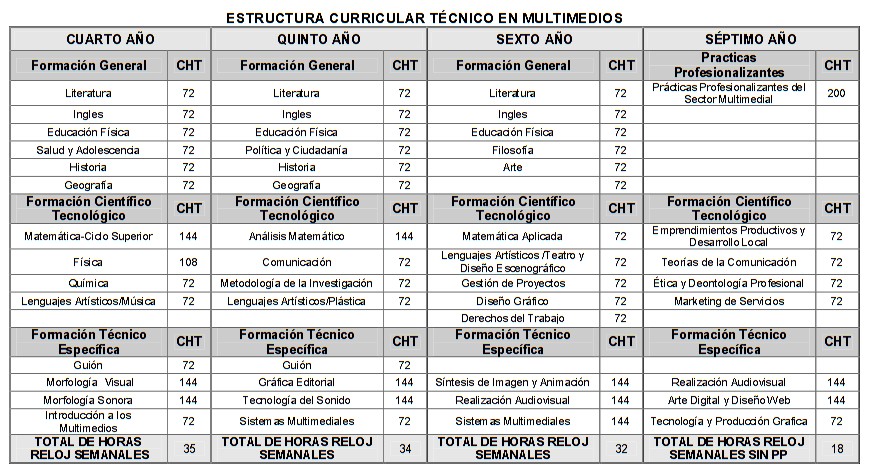 ESTRUCTURA CURRICULAR TÉCNICO EN MULTIMEDIOS
CUARTO AÑO QUINTO AÑO SEXTO AÑO SÉPTIMO AÑO
Formación General CHT Formación General CHT Formación General CHT Practicas Profesionalizantes CHT
Literatura 72 Literatura 72 Literatura 72 Prácticas Profesionalizantes del Sector Multimedial 200
Ingles 72 Ingles 72 Ingles 72
Educación Física 72 Educación Física 72 Educación Física 72
Salud y Adolescencia 72 Política y Ciudadanía 72 Filosofía 72
Historia 72 Historia 72 Arte 72
Geografía 72 Geografía 72 72
Formación Científico Tecnológico CHT Formación Científico Tecnológico CHT Formación Científico Tecnológico CHT Formación Científico Tecnológico CHT
Matemática-Ciclo Superior 144 Análisis Matemático 144 Matemática Aplicada 72 Emprendimientos Productivos y Desarrollo Local 72
Física 108 Comunicación 72 Lenguajes Artísticos /Teatro y Diseño Escenográfico 72 Teorías de la Comunicación 72
Química 72 Metodología de la Investigación 72 Gestión de Proyectos 72 Ética y Deontología Profesional 72
Lenguajes Artísticos/Música 72 Lenguajes Artísticos/Plástica 72 Diseño Gráfico 72 Marketing de Servicios 72
Derechos del Trabajo 72
Formación Técnico Específica CHT Formación Técnico Específica CHT Formación Técnico Específica CHT Formación Técnico Específica CHT
Guión 72 Guión 72
Morfología Visual 144 Gráfica Editorial 144 Síntesis de Imagen y Animación 144 Realización Audiovisual 144
Morfología Sonora 144 Tecnología del Sonido 144 Realización Audiovisual 144 Arte Digital y Diseño Web 144
Introducción a los Multimedios 72 Sistemas Multimediales 72 Sistemas Multimediales 144 Tecnología y Producción Grafica 72
TOTAL DE HORAS RELOJ SEMANALES 35 TOTAL DE HORAS RELOJ SEMANALES 34 TOTAL DE HORAS RELOJ SEMANALES 32 TOTAL DE HORAS RELOJ SEMANALES SIN PP 18